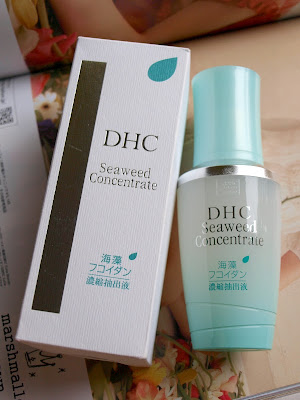 DHC
Seaweed
Concentrate
海藻
フコイダン
濃縮抽出液
DHC
Seaweed
Concentrate
海藻
フコイダン
濃縮抽出液
marshmall